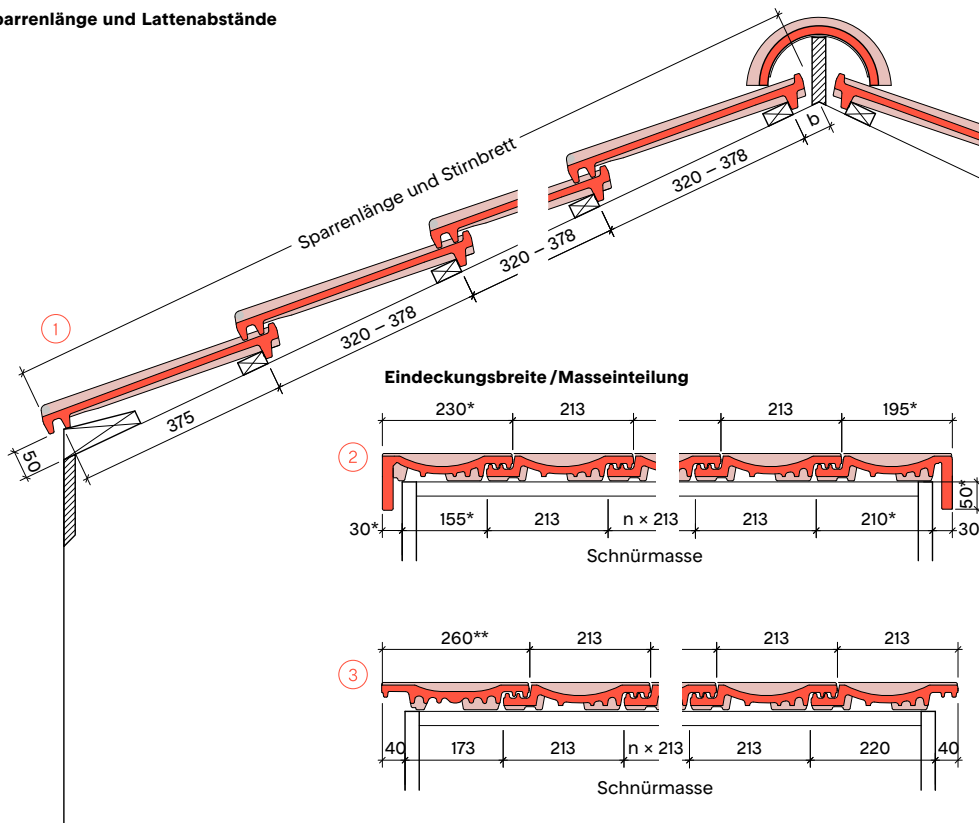 parrenlänge und Lattenabstände
Sparrenlänge und Stirnbrett
b
320 – 378
320 – 378
320 – 378
375
50
1
Eindeckungsbreite/Masseinteilung
230* 213 213 195*
2
50*
30* 155* 213 n × 213 213 210* 30
Schnürmasse
260** 213 213 213
3
40 173 213 n × 213 213 220 40
Schnürmasse